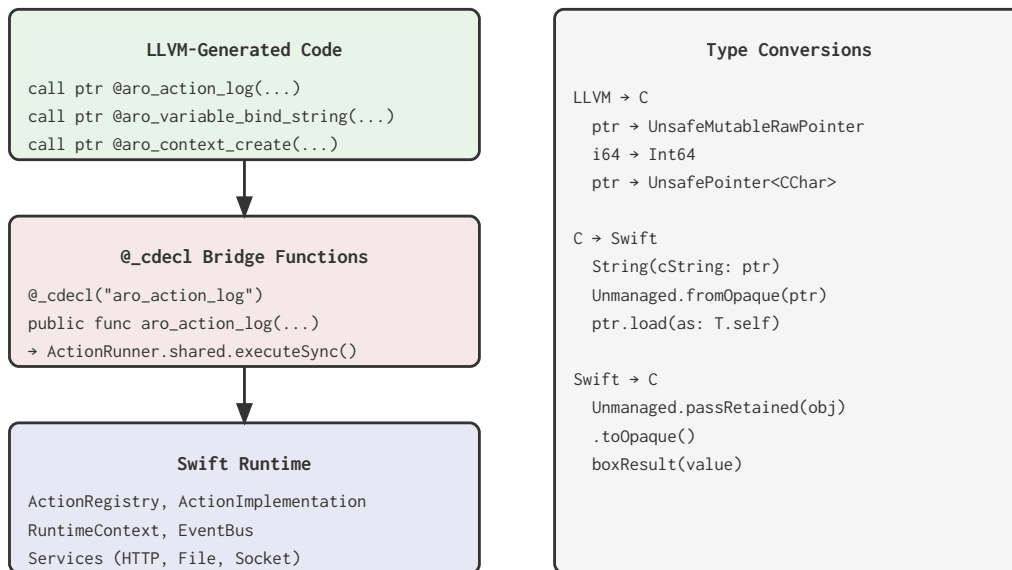 LLVM-Generated Code
call ptr @aro_action_log(...)
call ptr @aro_variable_bind_string(...)
call ptr @aro_context_create(...)
@_cdecl Bridge Functions
@_cdecl("aro_action_log")
public func aro_action_log(...)
→ ActionRunner.shared.executeSync()
Swift Runtime
ActionRegistry, ActionImplementation
RuntimeContext, EventBus
Services (HTTP, File, Socket)
Type Conversions
LLVM → C
ptr → UnsafeMutableRawPointer
i64 → Int64
ptr → UnsafePointer<CChar>
C → Swift
String(cString: ptr)
Unmanaged.fromOpaque(ptr)
ptr.load(as: T.self)
Swift → C
Unmanaged.passRetained(obj)
.toOpaque()
boxResult(value)